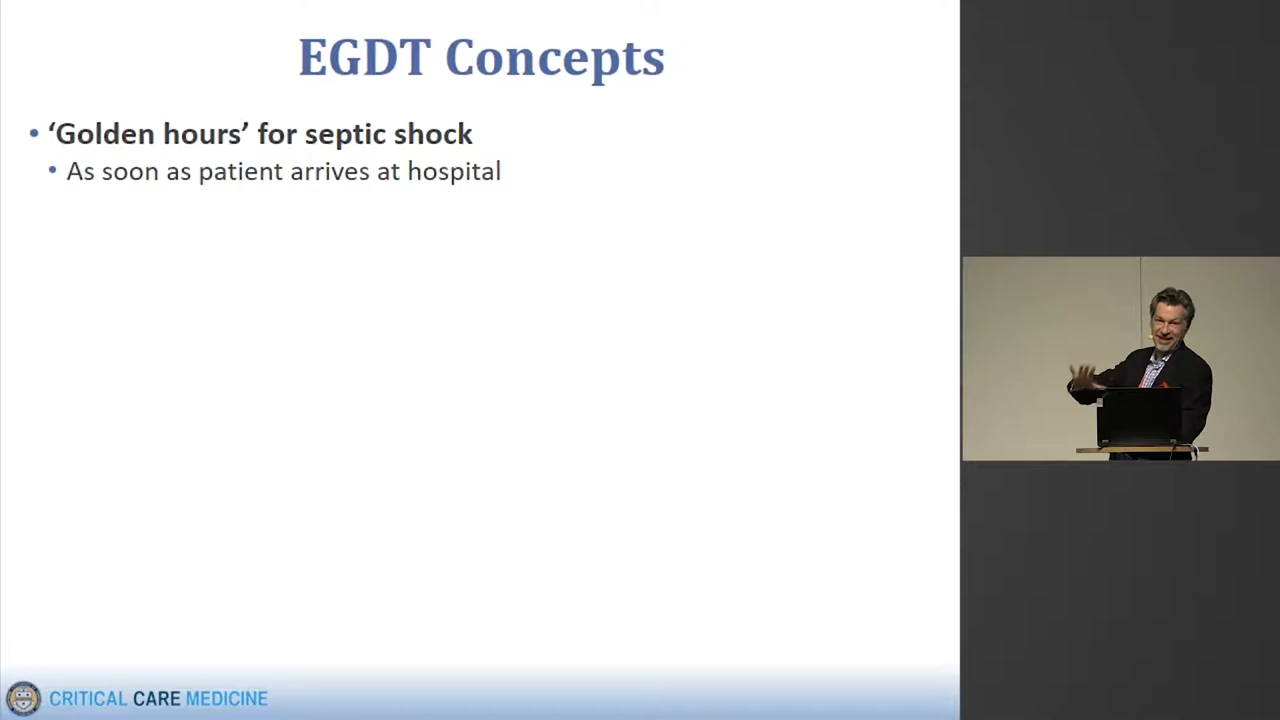 EGDT Concepts
• ‘Golden hours’ for septic shock
• As soon as patient arrives at hospital
CRITICAL CARE MEDICINE